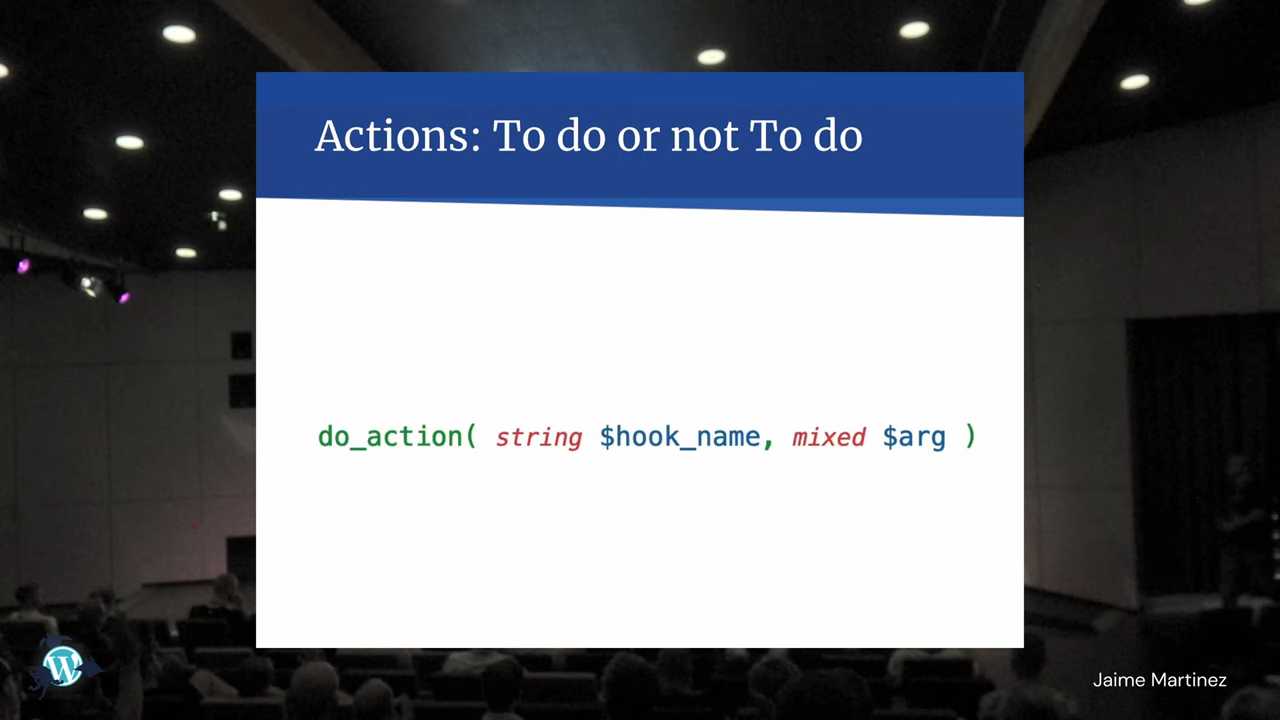 Actions: To do or not To do
do_action( string $hook_name, mixed $arg )
W
Jaime Martinez